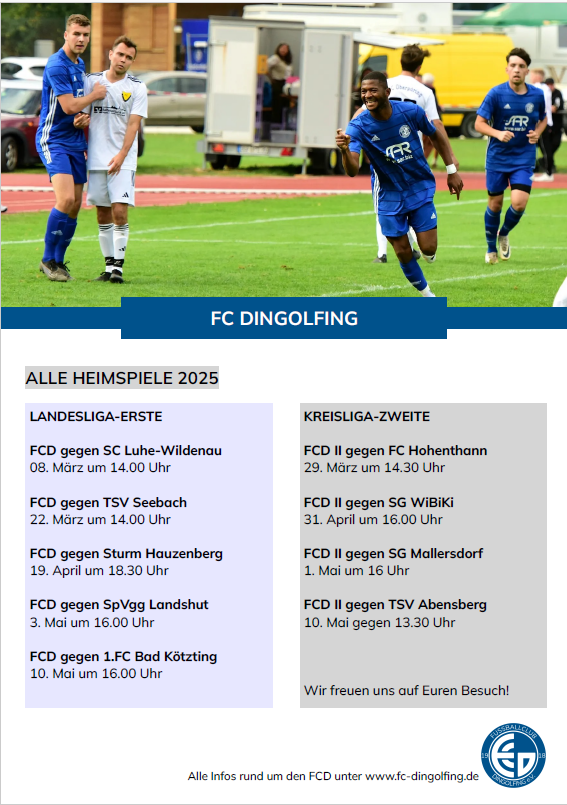 FC DINGOLFING
ALLE HEIMSPIELE 2025
LANDESLIGA-ERSTE
FCD gegen SC Luhe-Wildenau
08. März um 14.00 Uhr
FCD gegen TSV Seebach
22. März um 14.00 Uhr
FCD gegen Sturm Hauzenberg
19. April um 18.30 Uhr
FCD gegen SpVgg Landshut
3. Mai um 16.00 Uhr
FCD gegen 1.FC Bad Kötzting
10. Mai um 16.00 Uhr
KREISLIGA-ZWEITE
FCD II gegen FC Hohenthann
29. März um 14.30 Uhr
FCD II gegen SG WiBiKi
31. April um 16.00 Uhr
FCD II gegen SG Mallersdorf
1. Mai um 16 Uhr
FCD II gegen TSV Abensberg
10. Mai gegen 13.30 Uhr
Wir freuen uns auf Euren Besuch!
Alle Infos rund um den FCD unter www.fc-dingolfing.de
FUSSBALLCLUB
19 FCD 18
DINGOLFING e.V.